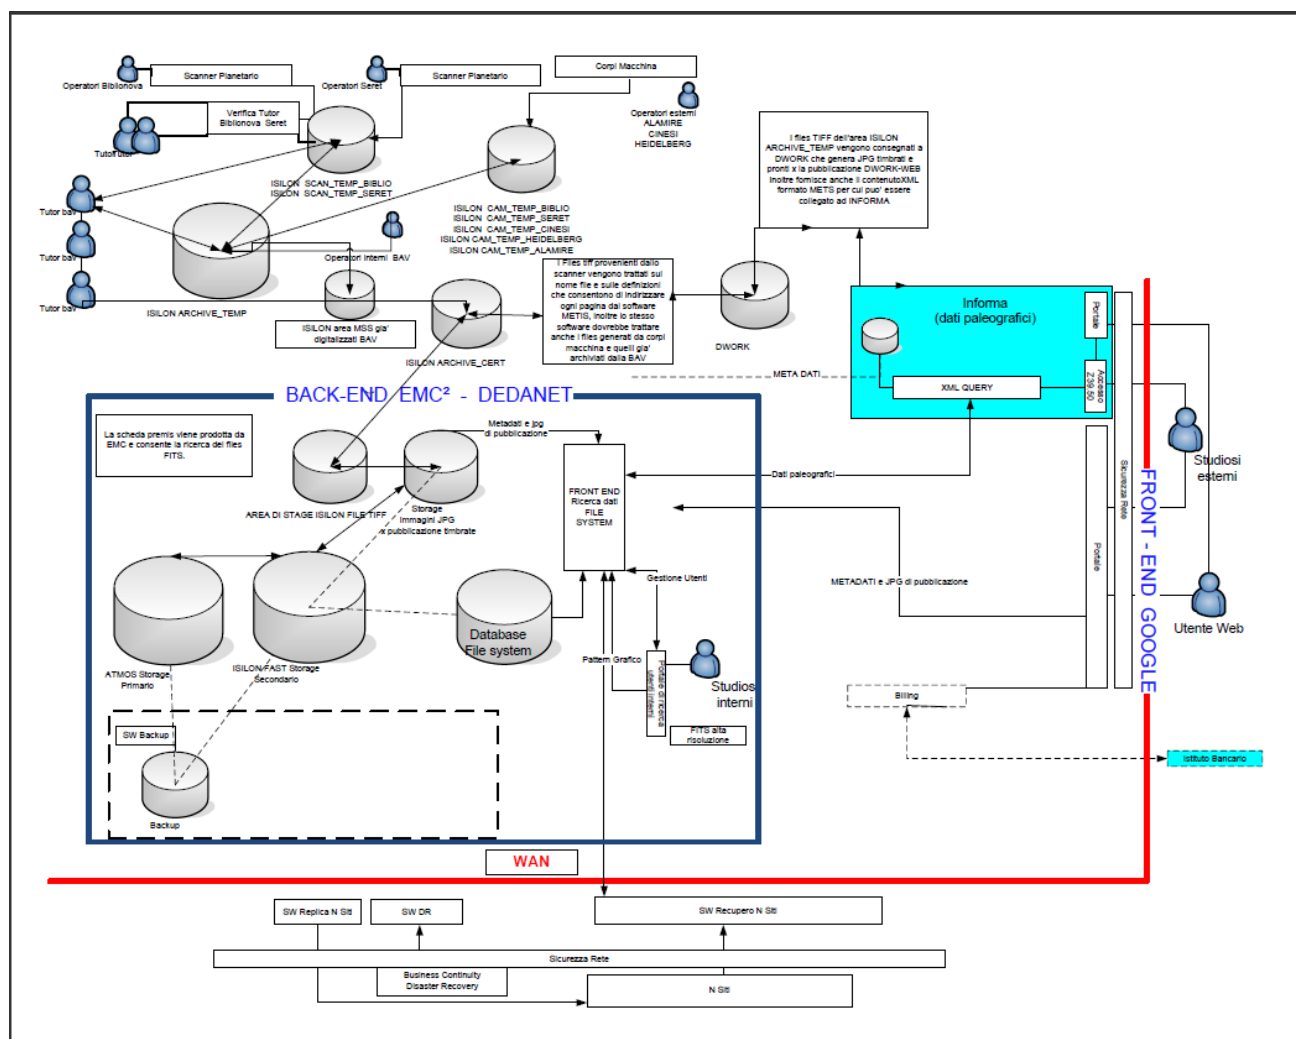 Operatori Biblionova
Scanner Planetario
Operatori Seret
Scanner Planetario
Corpi Macchina
Verifica Tutor
Biblionova Seret
Operatori esterni
ALAMIRE
CINESI
HEIDELBERG
I files TIFF dell'area ISILON
ARCHIVE_TEMP vengono consegnati a
DWORK che genera JPG timbrati e
pronti x la pubblicazione DWORK-WEB
inoltre fornisce anche il contenutoXML
formato METS per cui puo' essere
collegato ad INFORMA
ISILON SCAN_TEMP_BIBLIO
ISILON SCAN_TEMP_SERET
Tutor bav
Tutor bav
Tutor bav
ISILON CAM_TEMP_BIBLIO
ISILON CAM_TEMP_SERET
ISILON CAM_TEMP_CINESI
ISILON CAM_TEMP_HEIDELBERG
ISILON CAM_TEMP_ALAMIRE
Operatori interni BAV
ISILON ARCHIVE_TEMP
ISILON area MSS gia'
digitalizzati BAV
ISILON ARCHIVE_CERT
I Files tiff provenienti dallo
scanner vengono trattati sul
nome file e sulle definizioni
che consentono di indirizzare
ogni pagina dal software
METIS, inoltre lo stesso
software dovrebbe trattare
anche i files generati da corpi
macchina e quelli gia'
archiviati dalla BAV
DWORK
Informa
(dati paleografici)
Portale
Accesso
Z39.50
XML QUERY
META DATI
BACK-END EMC² - DEDANET
La scheda premis viene prodotta da
EMC e consente la ricerca dei files
FITS.
Metadati e jpg
di pubblicazione
FRONT END
Ricerca dati
FILE
SYSTEM
Dati paleografici
AREA DI STAGE ISILON FILE TIFF
Storage
Immagini JPG
x pubblicazione timbrate
Sicurezza Rete
Portale
FRONT - END GOOGLE
Studiosi
esterni
Utente Web
METADATI e JPG di pubblicazione
Gestione Utenti
Database
File system
Pattern Grafico
Portale di ricerca
utenti interni
Studiosi
interni
FITS alta
risoluzione
ATMOS Storage
Primario
ISILON/FAST Storage
Secondario
SW Backup
Backup
Billing
Istituto Bancario
WAN
SW Replica N Siti
SW DR
SW Recupero N Siti
Sicurezza Rete
Business Continuity
Disaster Recovery
N Siti